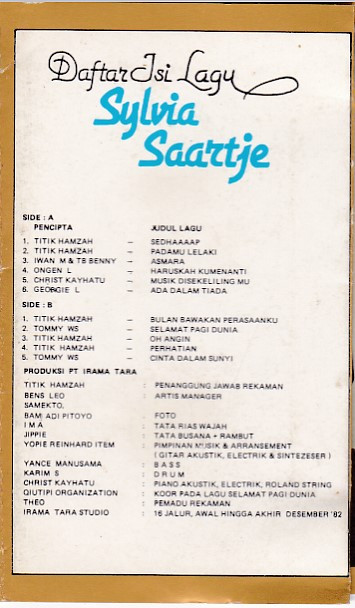 Daftar Isi Lagu
Sylvia
Saartje
SIDE : A
PENCIPTA JUDUL LAGU
1. TITIK HAMZAH – SEDHAAAAP
2. TITIK HAMZAH – PADAMU LELAKI
3. IWAN M & TB BENNY – ASMARA
4. ONGEN L – HARUSKAH KUMENANTI
5. CHRIST KAYHATU – MUSIK DISEKELILING MU
6. GEORGIE L – ADA DALAM TIADA
SIDE : B
1. TITIK HAMZAH – BULAN BAWAKAN PERASAANKU
2. TOMMY WS – SELAMAT PAGI DUNIA
3. TITIK HAMZAH – OH ANGIN
4. TITIK HAMZAH – PERHATIAN
5. TOMMY WS – CINTA DALAM SUNYI
PRODUKSI PT IRAMA TARA
TITIK HAMZAH : PENANGGUNG JAWAB REKAMAN
BENS LEO : ARTIS MANAGER
SAMEKTO,
BAMI ADI PITOYO : FOTO
I M A : TATA RIAS WAJAH
JIPPIE : TATA BUSANA + RAMBUT
YOPIE REINHARD ITEM : PIMPINAN MUSIK & ARRANSEMENT
( GITAR AKUSTIK, ELECTRIK & SINTEZESER )
YANCE MANUSAMA : B A S S
KARIM S : D R U M
CHRIST KAYHATU : PIANO AKUSTIK, ELECTRIK, ROLAND STRING
QIUTIPI ORGANIZATION : KOOR PADA LAGU SELAMAT PAGI DUNIA
THEO : PEMADU REKAMAN
IRAMA TARA STUDIO : 16 JALUR, AWAL HINGGA AKHIR DESEMBER '82